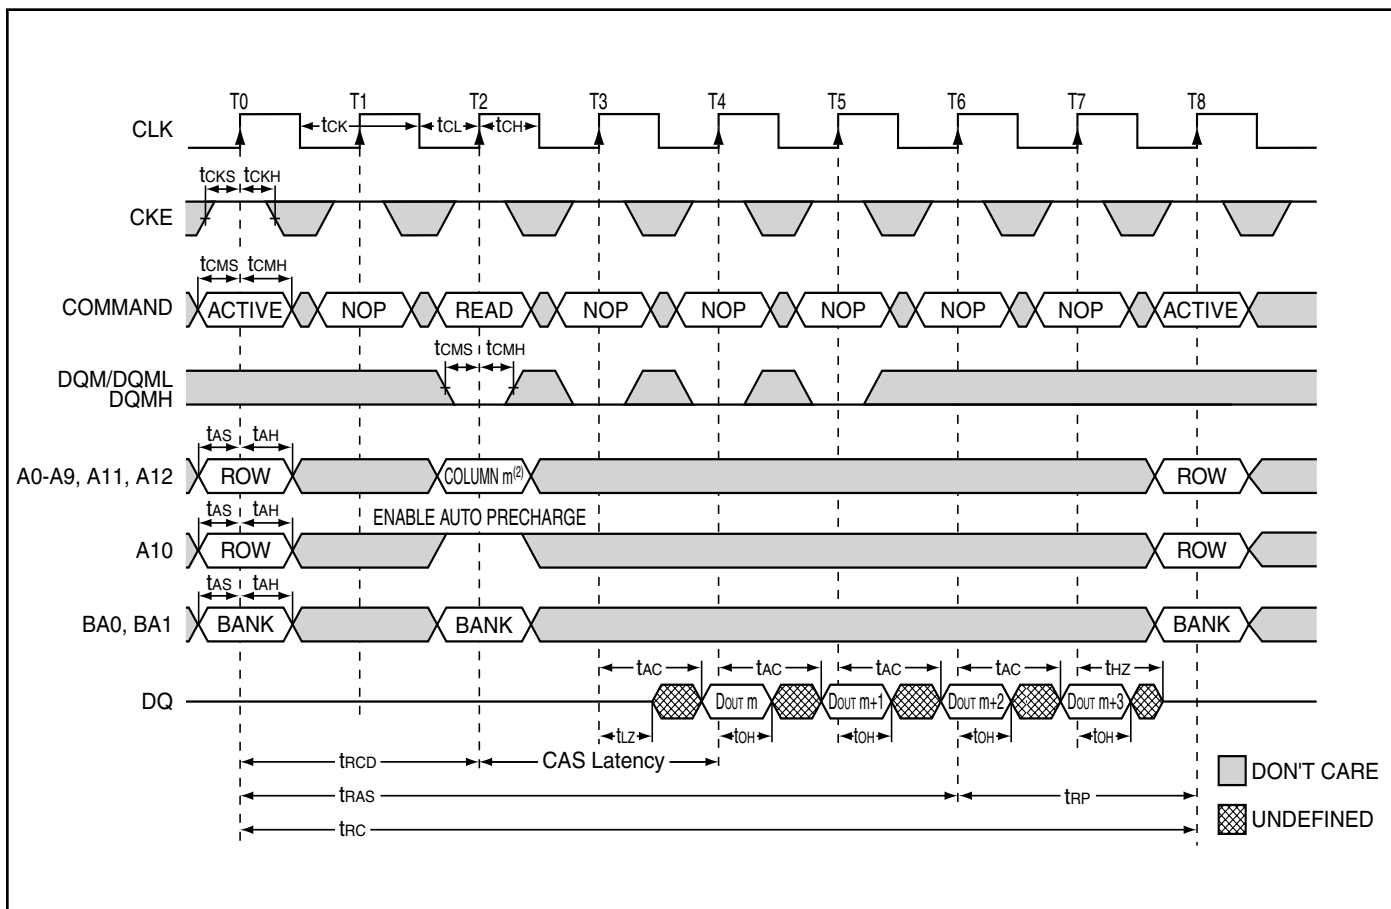 T0 T1 T2 T3 T4 T5 T6 T7 T8
CLK tCK tCL tCH
tCKS tCKH
CKE
tCMS tCMH
COMMAND ACTIVE NOP READ NOP NOP NOP NOP NOP ACTIVE
tCMS tCMH
DQM/DQML
DQMH
tAS tAH
A0-A9, A11, A12 ROW COLUMN m(2) ROW
tAS tAH ENABLE AUTO PRECHARGE
A10 ROW ROW
tAS tAH
BA0, BA1 BANK BANK BANK
tAC tAC tAC tAC tHZ
DQ DOUT m DOUT m+1 DOUT m+2 DOUT m+3
tLZ tOH tOH tOH tOH
tRCD CAS Latency
DON'T CARE
tRAS tRP
UNDEFINED
tRC